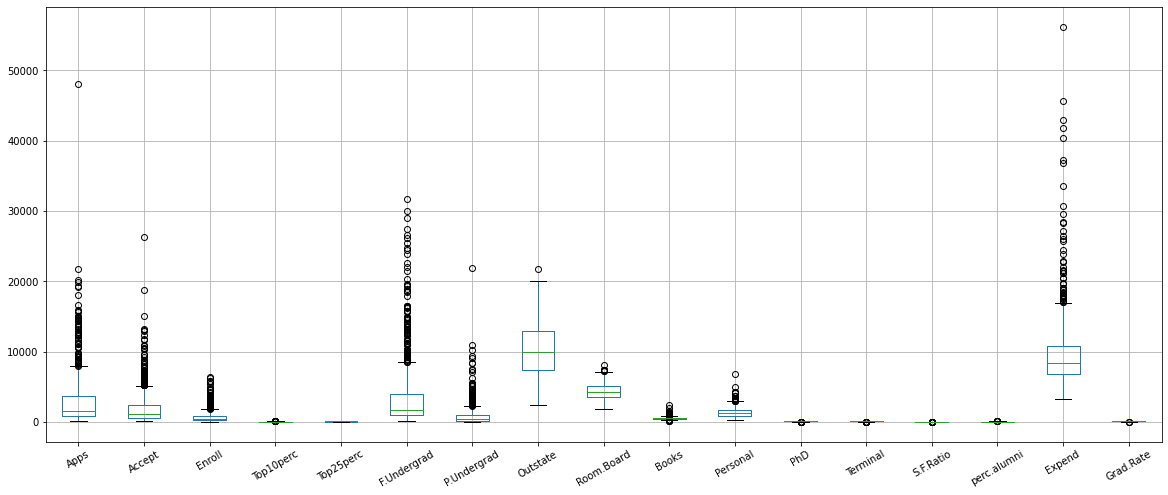 50000
40000
30000
20000
10000
0
Apps
Accept
Enroll
Top10perc
Top25perc
F.Undergrad
P.Undergrad
Outstate
Room.Board
Books
Personal
PhD
Terminal
S.F.Ratio
perc.alumni
Expend
Grad.Rate